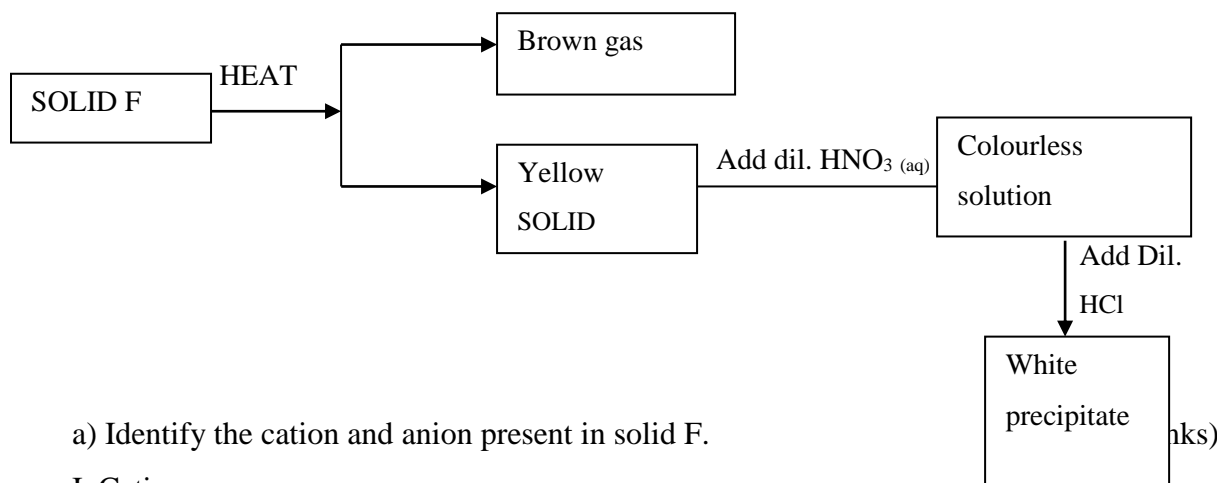 Brown gas
HEAT
SOLID F
Yellow
SOLID
Add dil. HNO₃ (aq)
Colourless
solution
Add Dil.
HCl
White
precipitate
a) Identify the cation and anion present in solid F.